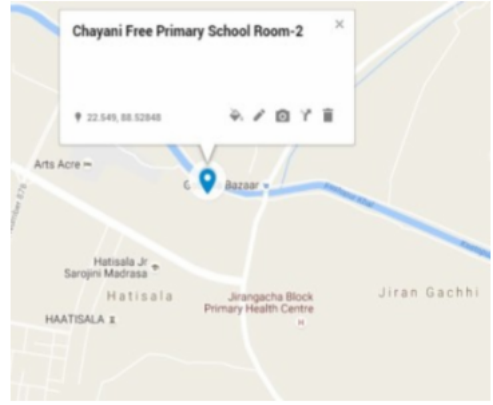 Chayani Free Primary School Room-2
22.549, 88.52848
Arts Acre
Bazaar
Hatisala Jr
Sarojini Madrasa
Hatisala
HAATISALA
Jirangacha Block
Primary Health Centre
H
Jiran Gachhi